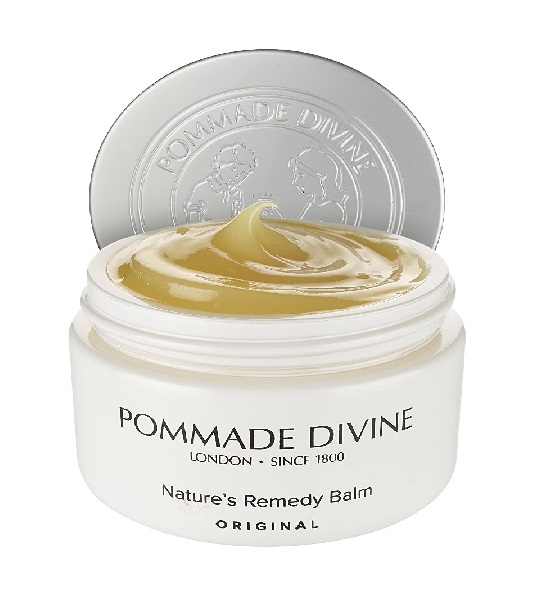 POMMADE DIVINE
POMMADE DIVINE
LONDON • SINCE 1800
Nature's Remedy Balm
ORIGINAL